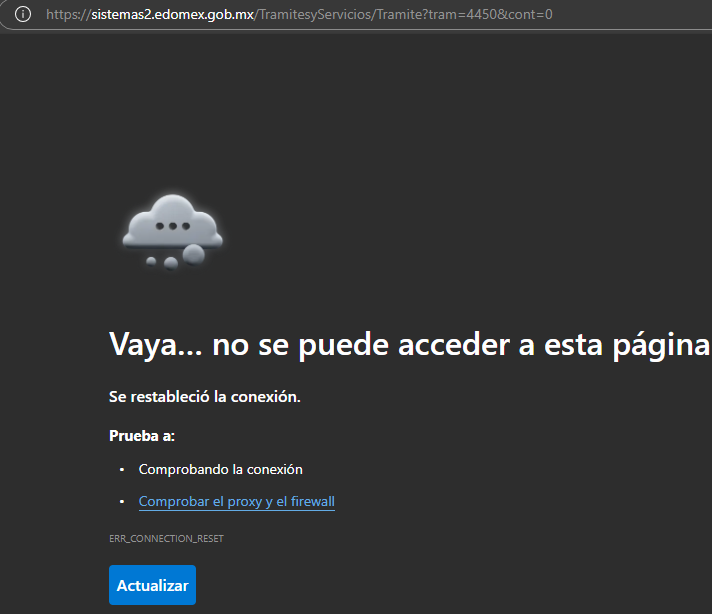 https://sistemas2.edomex.gob.mx/TramitesyServicios/Tramite?tram=4450&cont=0
Vaya... no se puede acceder a esta página
Se restableció la conexión.
Prueba a:
• Comprobando la conexión
• Comprobar el proxy y el firewall
ERR_CONNECTION_RESET
Actualizar